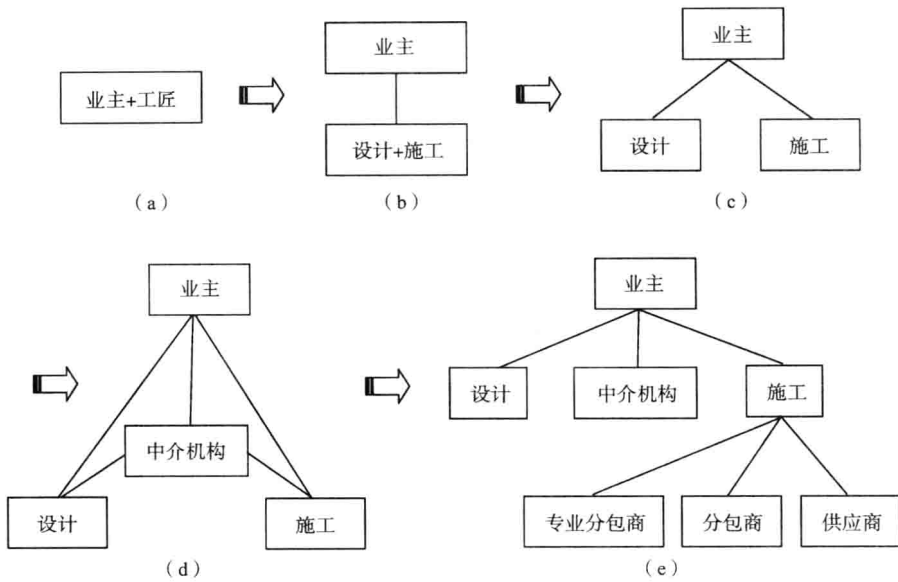 业主+工匠
(a)
业主
设计+施工
(b)
业主
设计
施工
(c)
业主
中介机构
设计
施工
(d)
业主
设计
中介机构
施工
专业分包商
分包商
供应商
(e)